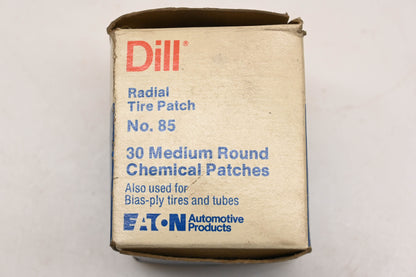 Dill®
Radial
Tire Patch
No. 85
30 Medium Round
Chemical Patches
Also used for
Bias-ply tires and tubes
EATON Automotive
Products